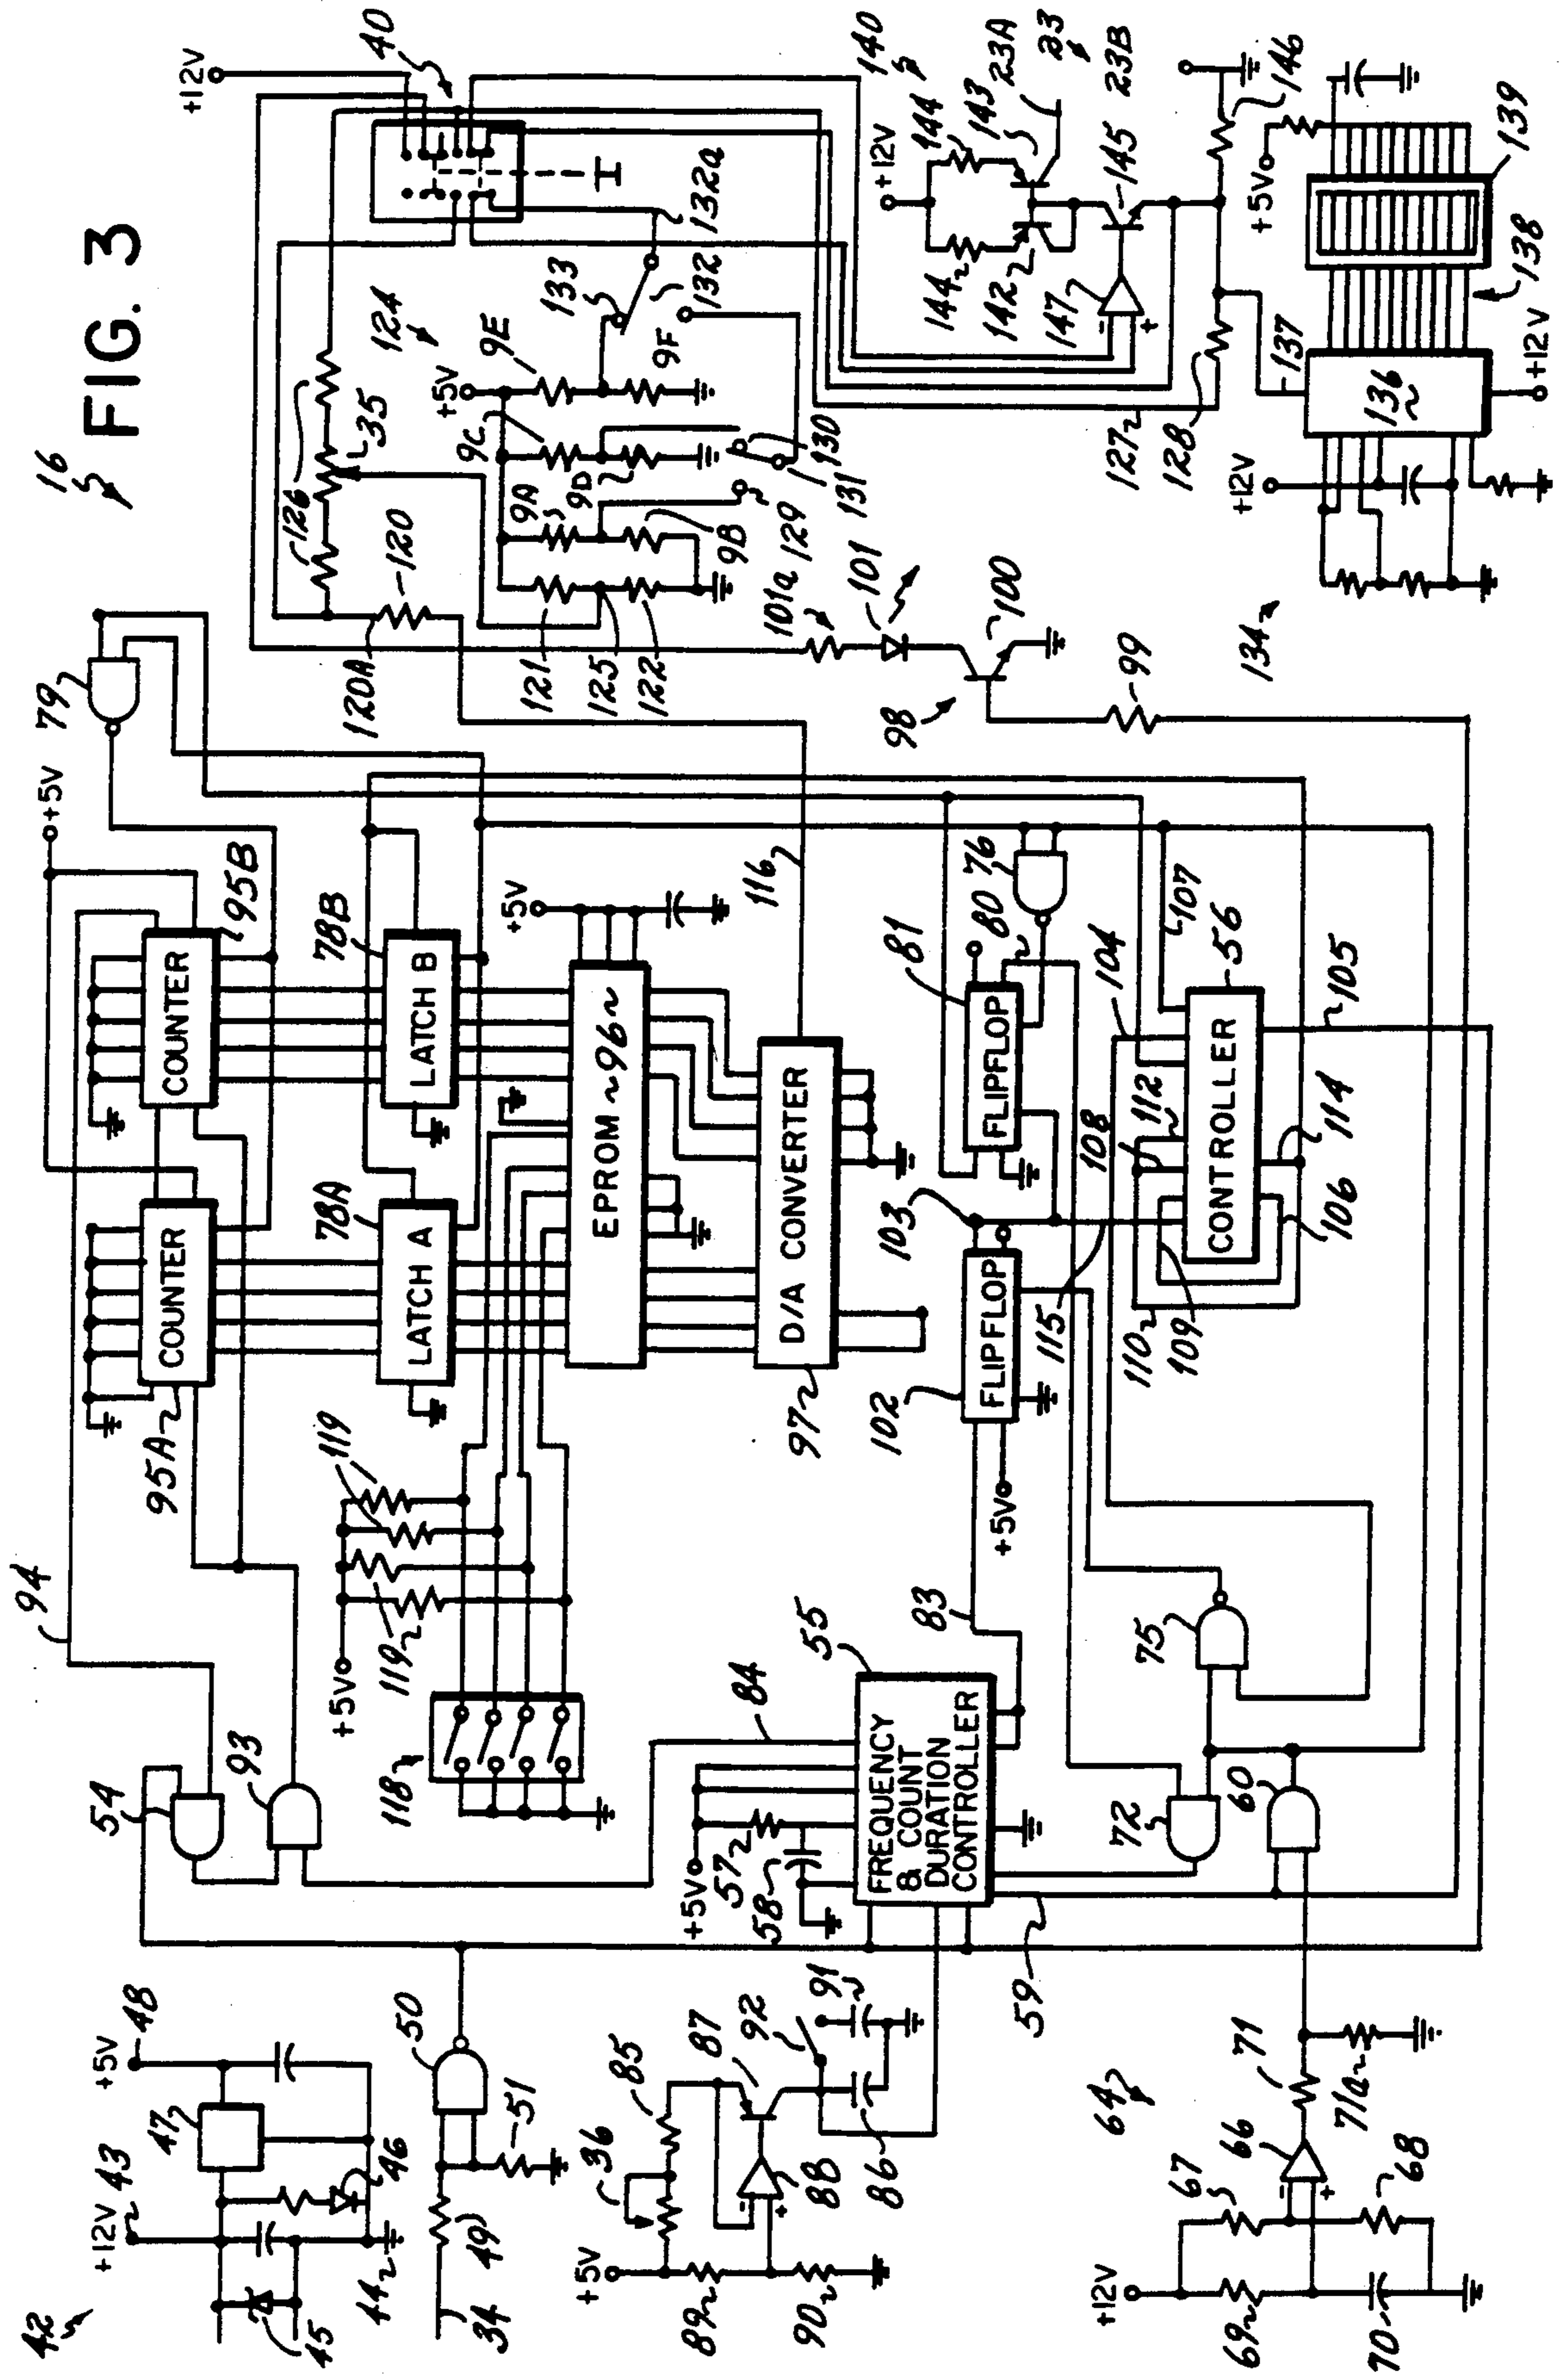 FIG. 3
16
42
+12V
43
+5V
48
47
46
45
44
34
49
50
51
+5V
36
85
87
88
89
90
86
92
91
+12V
64
66
67
68
69
70
71
71a
59
54
93
94
118
119
119
+5V
84
+5V
57
58
55
FREQUENCY
& COUNT
DURATION
CONTROLLER
83
72
60
75
+5V
95A
COUNTER
COUNTER
95B
+5V
79
78A
LATCH A
78B
LATCH B
EPROM
96
+5V
97
D/A CONVERTER
116
102
FLIPFLOP
103
81
FLIPFLOP
80
76
115
108
104
107
110
109
112
CONTROLLER
56
106
114
105
98
99
100
101
101a
120A
120
126
35
124
+5V
121
125
122
9A
9B
9C
9D
9E
9F
129
131
130
133
132
132a
40
+12V
140
+12V
144
144
142
143
23A
23
23B
147
145
146
127
128
137
134
+12V
136
+12V
138
139
+5V